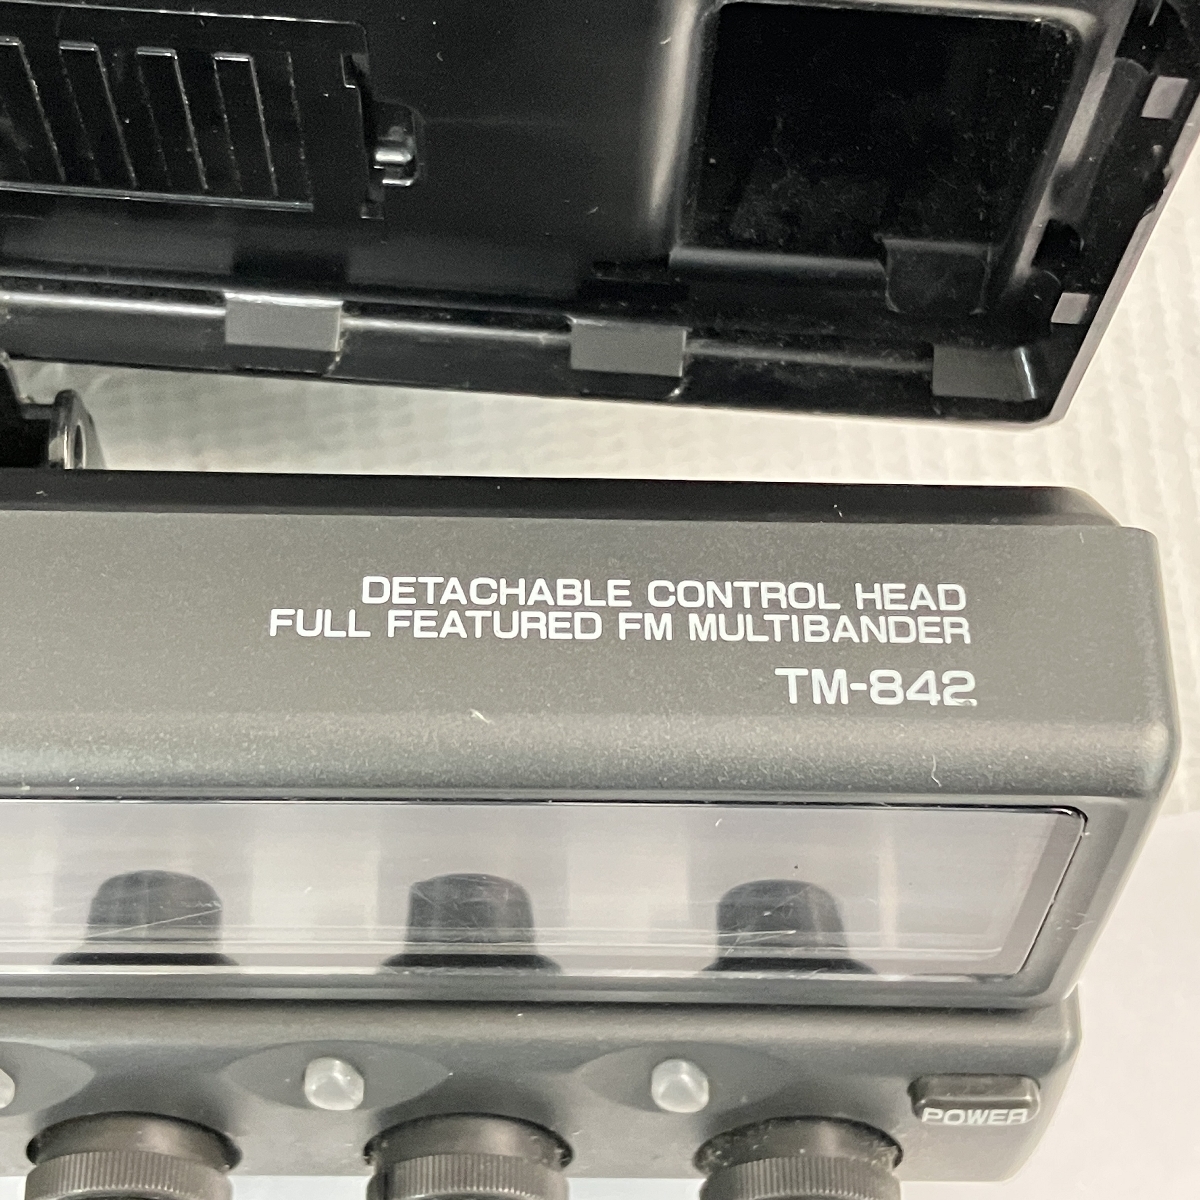 DETACHABLE CONTROL HEAD
FULL FEATURED FM MULTIBANDER
TM-842
POWER